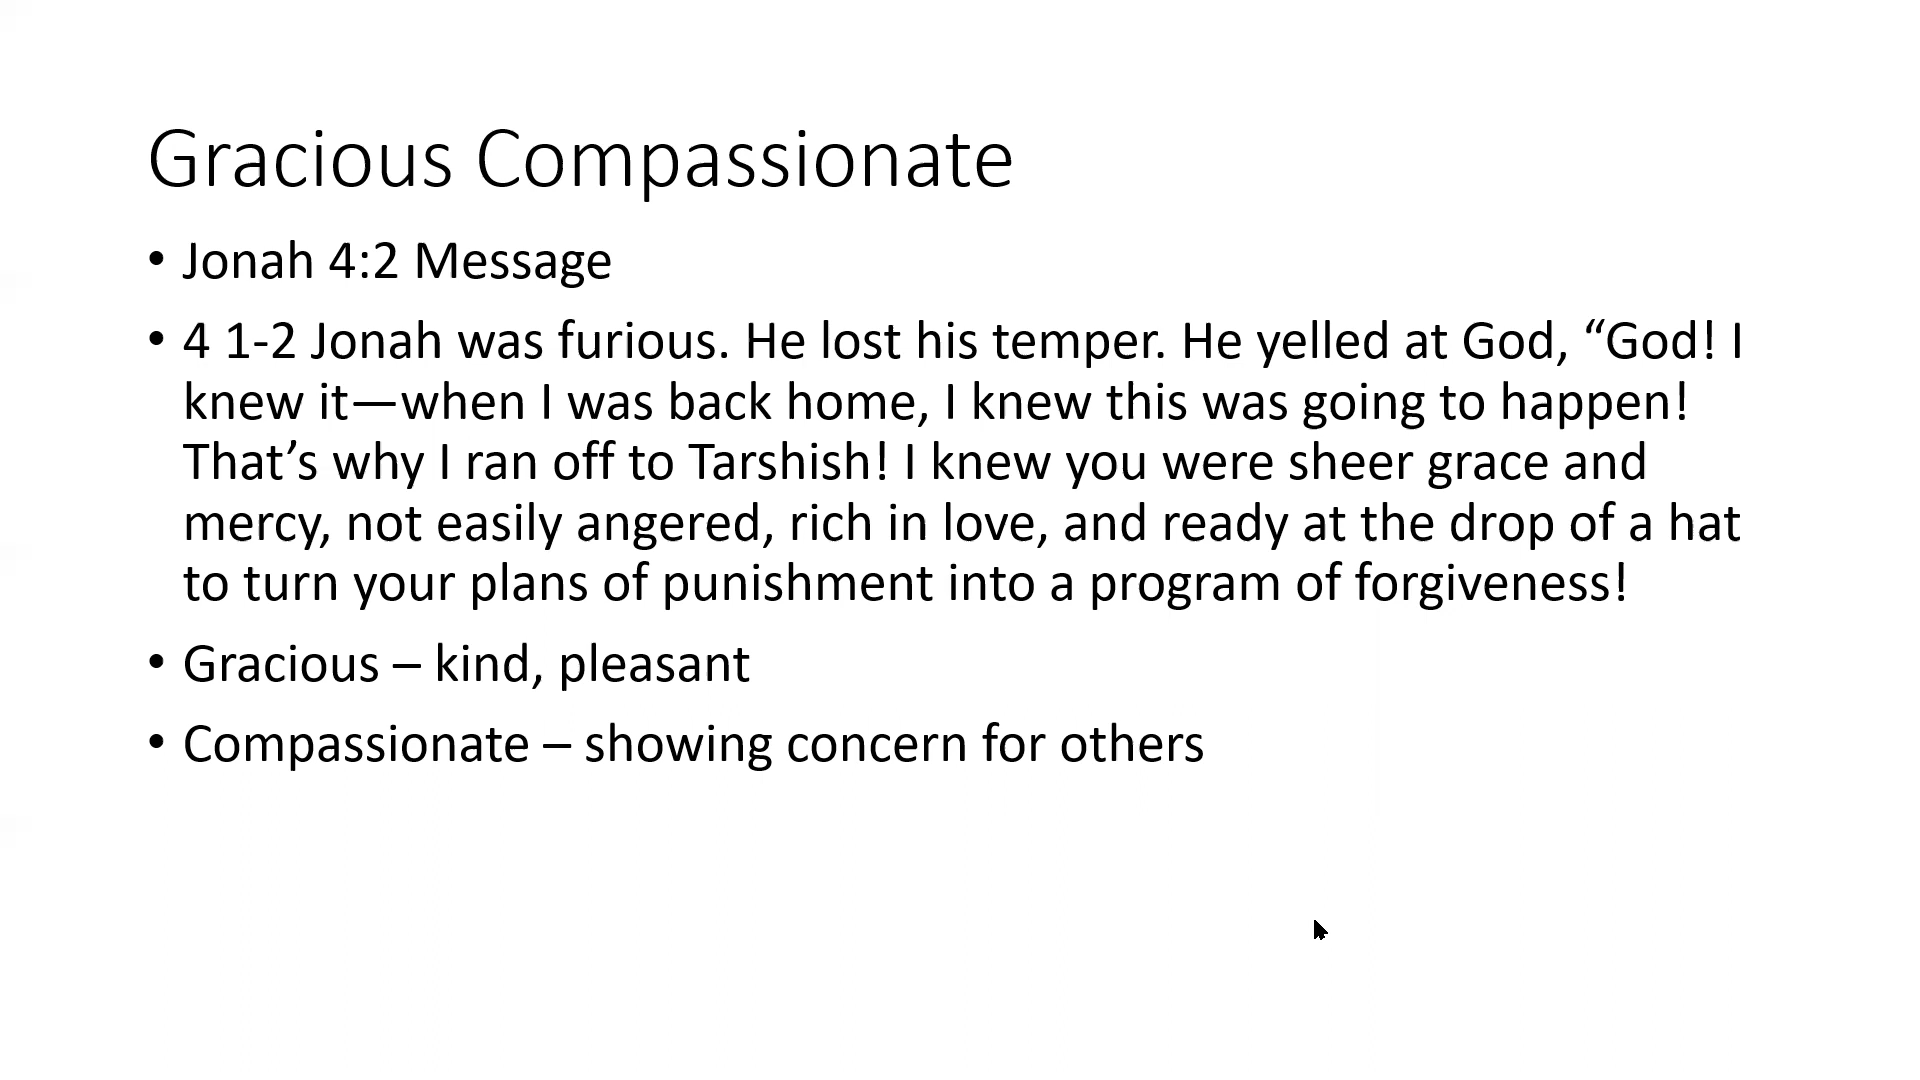 Gracious Compassionate
• Jonah 4:2 Message
• 4 1-2 Jonah was furious. He lost his temper. He yelled at God, “God! I
knew it—when I was back home, I knew this was going to happen!
That’s why I ran off to Tarshish! I knew you were sheer grace and
mercy, not easily angered, rich in love, and ready at the drop of a hat
to turn your plans of punishment into a program of forgiveness!
• Gracious – kind, pleasant
• Compassionate – showing concern for others